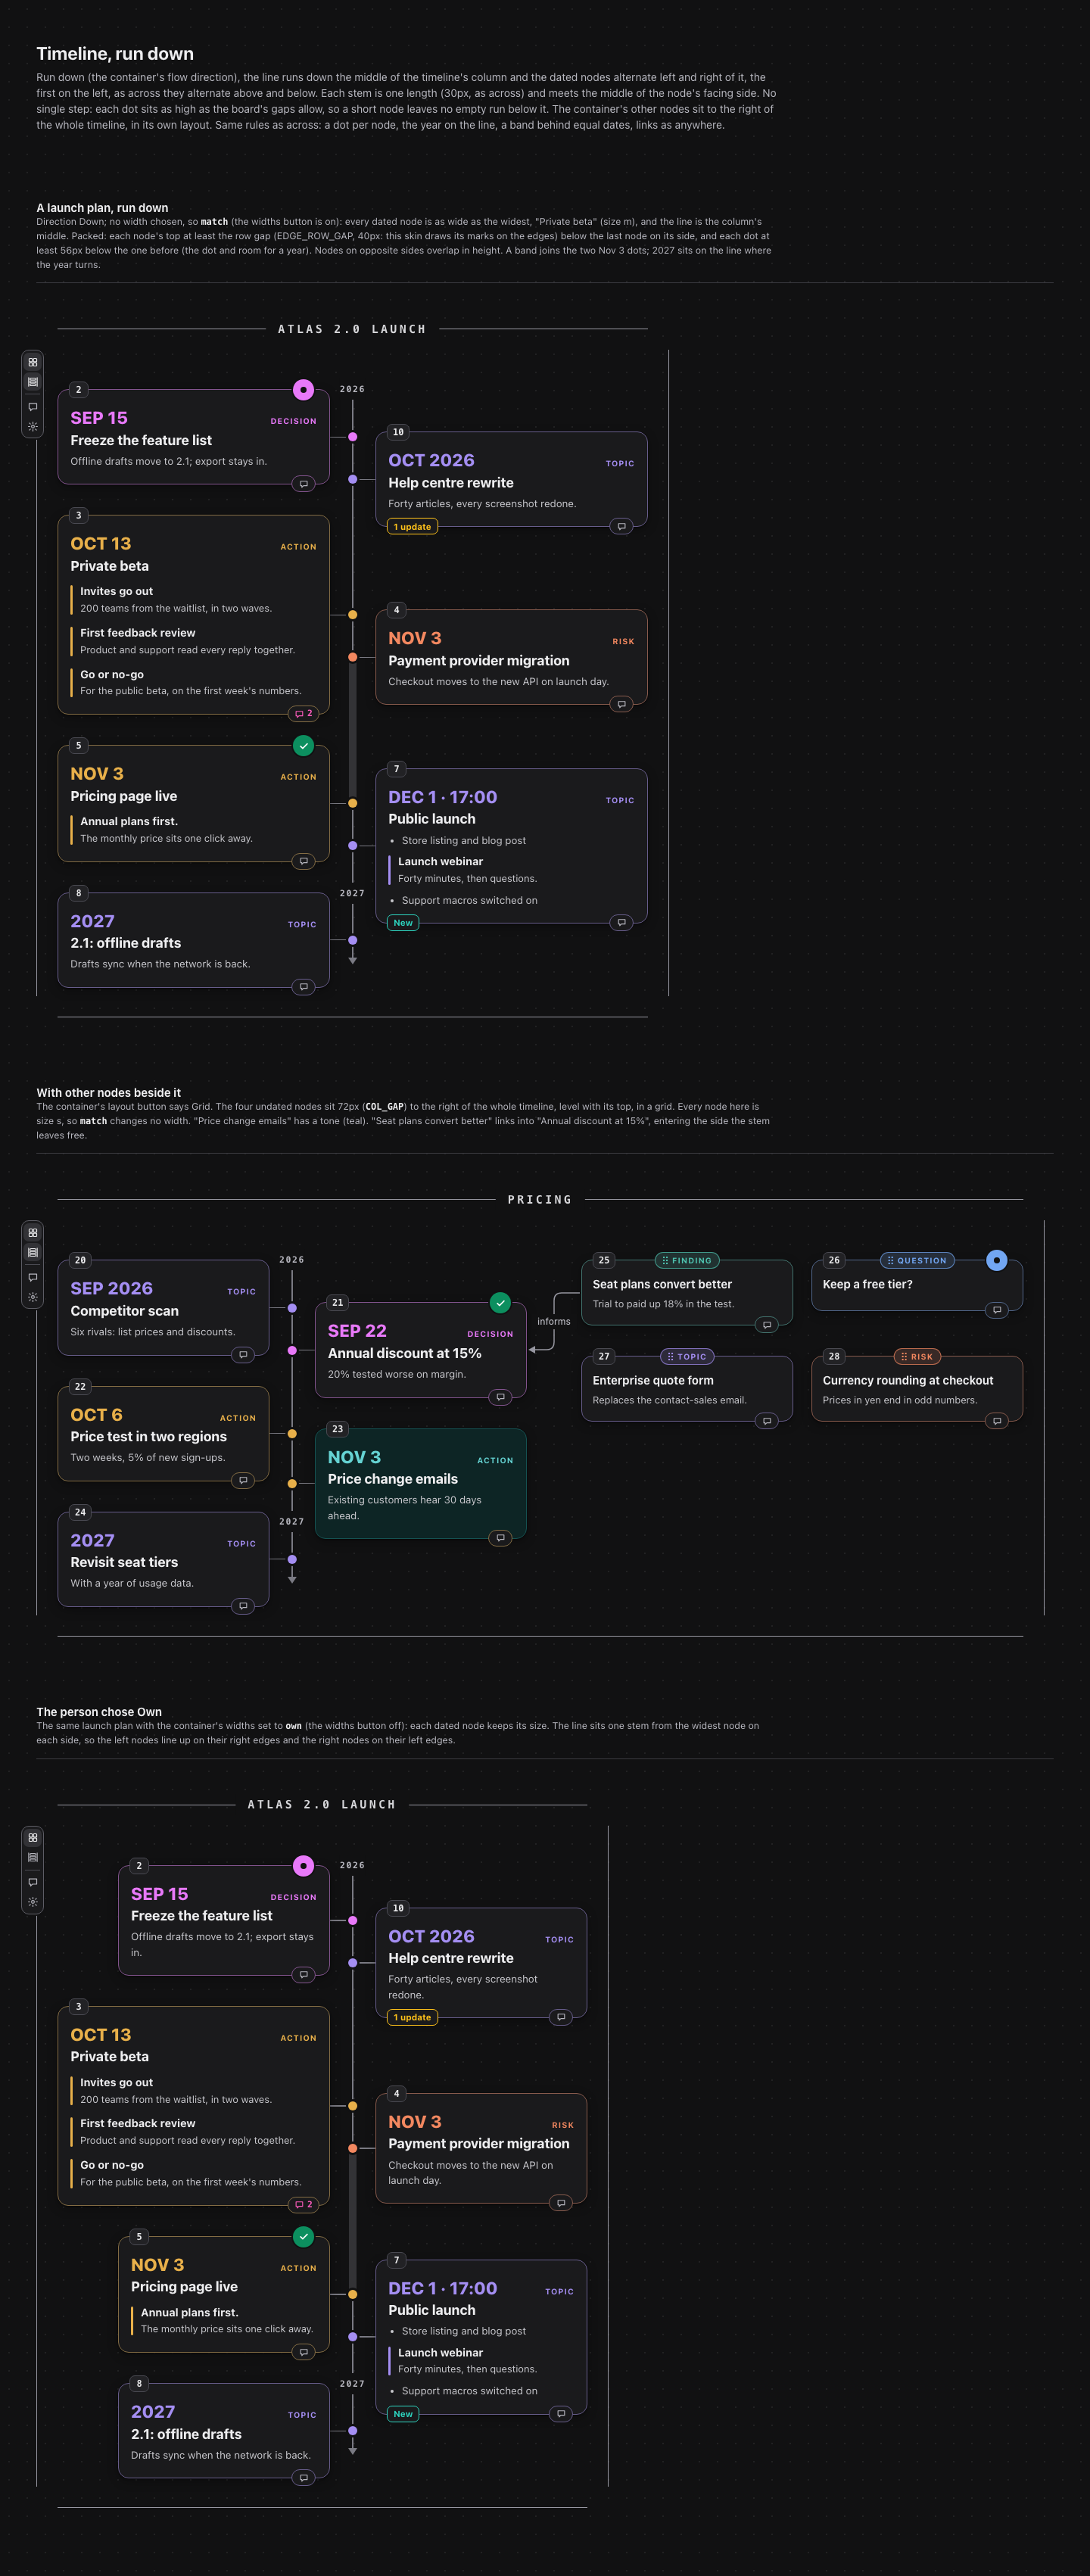 Timeline, run down
Run down (the container's flow direction), the line runs down the middle of the timeline's column and the dated nodes alternate left and right of it, the
first on the left, as across they alternate above and below. Each stem is one length (30px, as across) and meets the middle of the node's facing side. No
single step: each dot sits as high as the board's gaps allow, so a short node leaves no empty run below it. The container's other nodes sit to the right of
the whole timeline, in its own layout. Same rules as across: a dot per node, the year on the line, a band behind equal dates, links as anywhere.
A launch plan, run down
Direction Down; no width chosen, so match (the widths button is on): every dated node is as wide as the widest, "Private beta" (size m), and the line is the column's
middle. Packed: each node's top at least the row gap (EDGE_ROW_GAP, 40px: this skin draws its marks on the edges) below the last node on its side, and each dot at
least 56px below the one before (the dot and room for a year). Nodes on opposite sides overlap in height. A band joins the two Nov 3 dots; 2027 sits on the line where
the year turns.
ATLAS 2.0 LAUNCH
2
SEP 15
DECISION
Freeze the feature list
Offline drafts move to 2.1; export stays in.
2026
10
OCT 2026
TOPIC
Help centre rewrite
Forty articles, every screenshot redone.
1 update
3
OCT 13
ACTION
Private beta
Invites go out
200 teams from the waitlist, in two waves.
First feedback review
Product and support read every reply together.
Go or no-go
For the public beta, on the first week's numbers.
2
4
NOV 3
RISK
Payment provider migration
Checkout moves to the new API on launch day.
5
NOV 3
ACTION
Pricing page live
Annual plans first.
The monthly price sits one click away.
7
DEC 1 · 17:00
TOPIC
Public launch
• Store listing and blog post
Launch webinar
Forty minutes, then questions.
• Support macros switched on
New
2027
8
2027
TOPIC
2.1: offline drafts
Drafts sync when the network is back.
With other nodes beside it
The container's layout button says Grid. The four undated nodes sit 72px (COL_GAP) to the right of the whole timeline, level with its top, in a grid. Every node here is
size s, so match changes no width. "Price change emails" has a tone (teal). "Seat plans convert better" links into "Annual discount at 15%", entering the side the stem
leaves free.
PRICING
20
SEP 2026
TOPIC
Competitor scan
Six rivals: list prices and discounts.
2026
21
SEP 22
DECISION
Annual discount at 15%
20% tested worse on margin.
informs
25
FINDING
Seat plans convert better
Trial to paid up 18% in the test.
26
QUESTION
Keep a free tier?
27
TOPIC
Enterprise quote form
Replaces the contact-sales email.
28
RISK
Currency rounding at checkout
Prices in yen end in odd numbers.
22
OCT 6
ACTION
Price test in two regions
Two weeks, 5% of new sign-ups.
23
NOV 3
ACTION
Price change emails
Existing customers hear 30 days
ahead.
2027
24
2027
TOPIC
Revisit seat tiers
With a year of usage data.
The person chose Own
The same launch plan with the container's widths set to own (the widths button off): each dated node keeps its size. The line sits one stem from the widest node on
each side, so the left nodes line up on their right edges and the right nodes on their left edges.
ATLAS 2.0 LAUNCH
2
SEP 15
DECISION
Freeze the feature list
Offline drafts move to 2.1; export stays
in.
2026
10
OCT 2026
TOPIC
Help centre rewrite
Forty articles, every screenshot
redone.
1 update
3
OCT 13
ACTION
Private beta
Invites go out
200 teams from the waitlist, in two waves.
First feedback review
Product and support read every reply together.
Go or no-go
For the public beta, on the first week's numbers.
2
4
NOV 3
RISK
Payment provider migration
Checkout moves to the new API on
launch day.
5
NOV 3
ACTION
Pricing page live
Annual plans first.
The monthly price sits one click away.
7
DEC 1 · 17:00
TOPIC
Public launch
• Store listing and blog post
Launch webinar
Forty minutes, then questions.
• Support macros switched on
New
2027
8
2027
TOPIC
2.1: offline drafts
Drafts sync when the network is back.